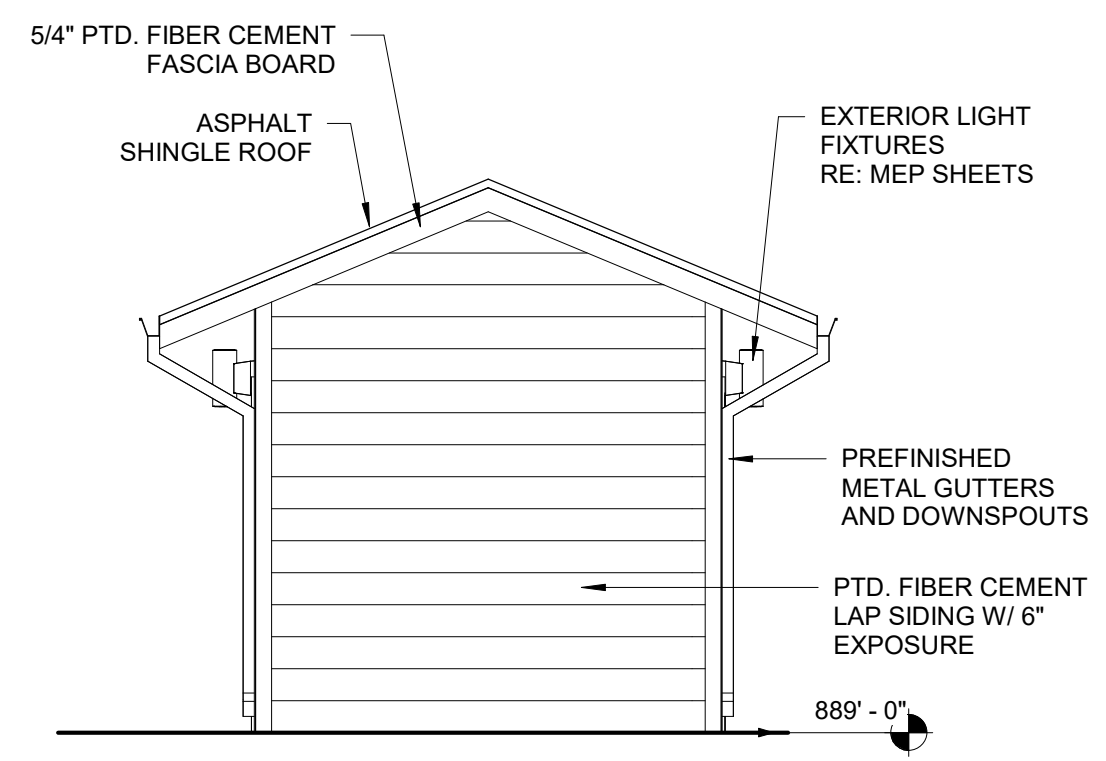 5/4" PTD. FIBER CEMENT
FASCIA BOARD
ASPHALT
SHINGLE ROOF
EXTERIOR LIGHT
FIXTURES
RE: MEP SHEETS
PREFINISHED
METAL GUTTERS
AND DOWNSPOUTS
PTD. FIBER CEMENT
LAP SIDING W/ 6"
EXPOSURE
889' - 0"